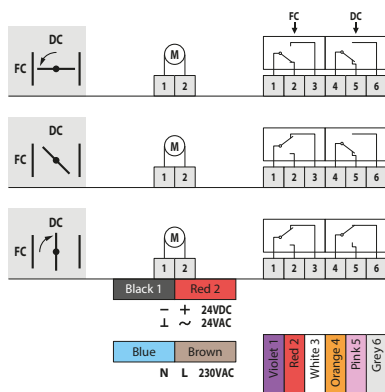 FC DC
DC
FC
M
1 2
1 2 3 4 5 6
DC
FC
M
1 2
1 2 3 4 5 6
DC
FC
M
1 2
1 2 3 4 5 6
Black 1 Red 2
− + 24VDC
⊥ ~ 24VAC
Blue Brown
N L 230VAC
Violet 1
Red 2
White 3
Orange 4
Pink 5
Grey 6